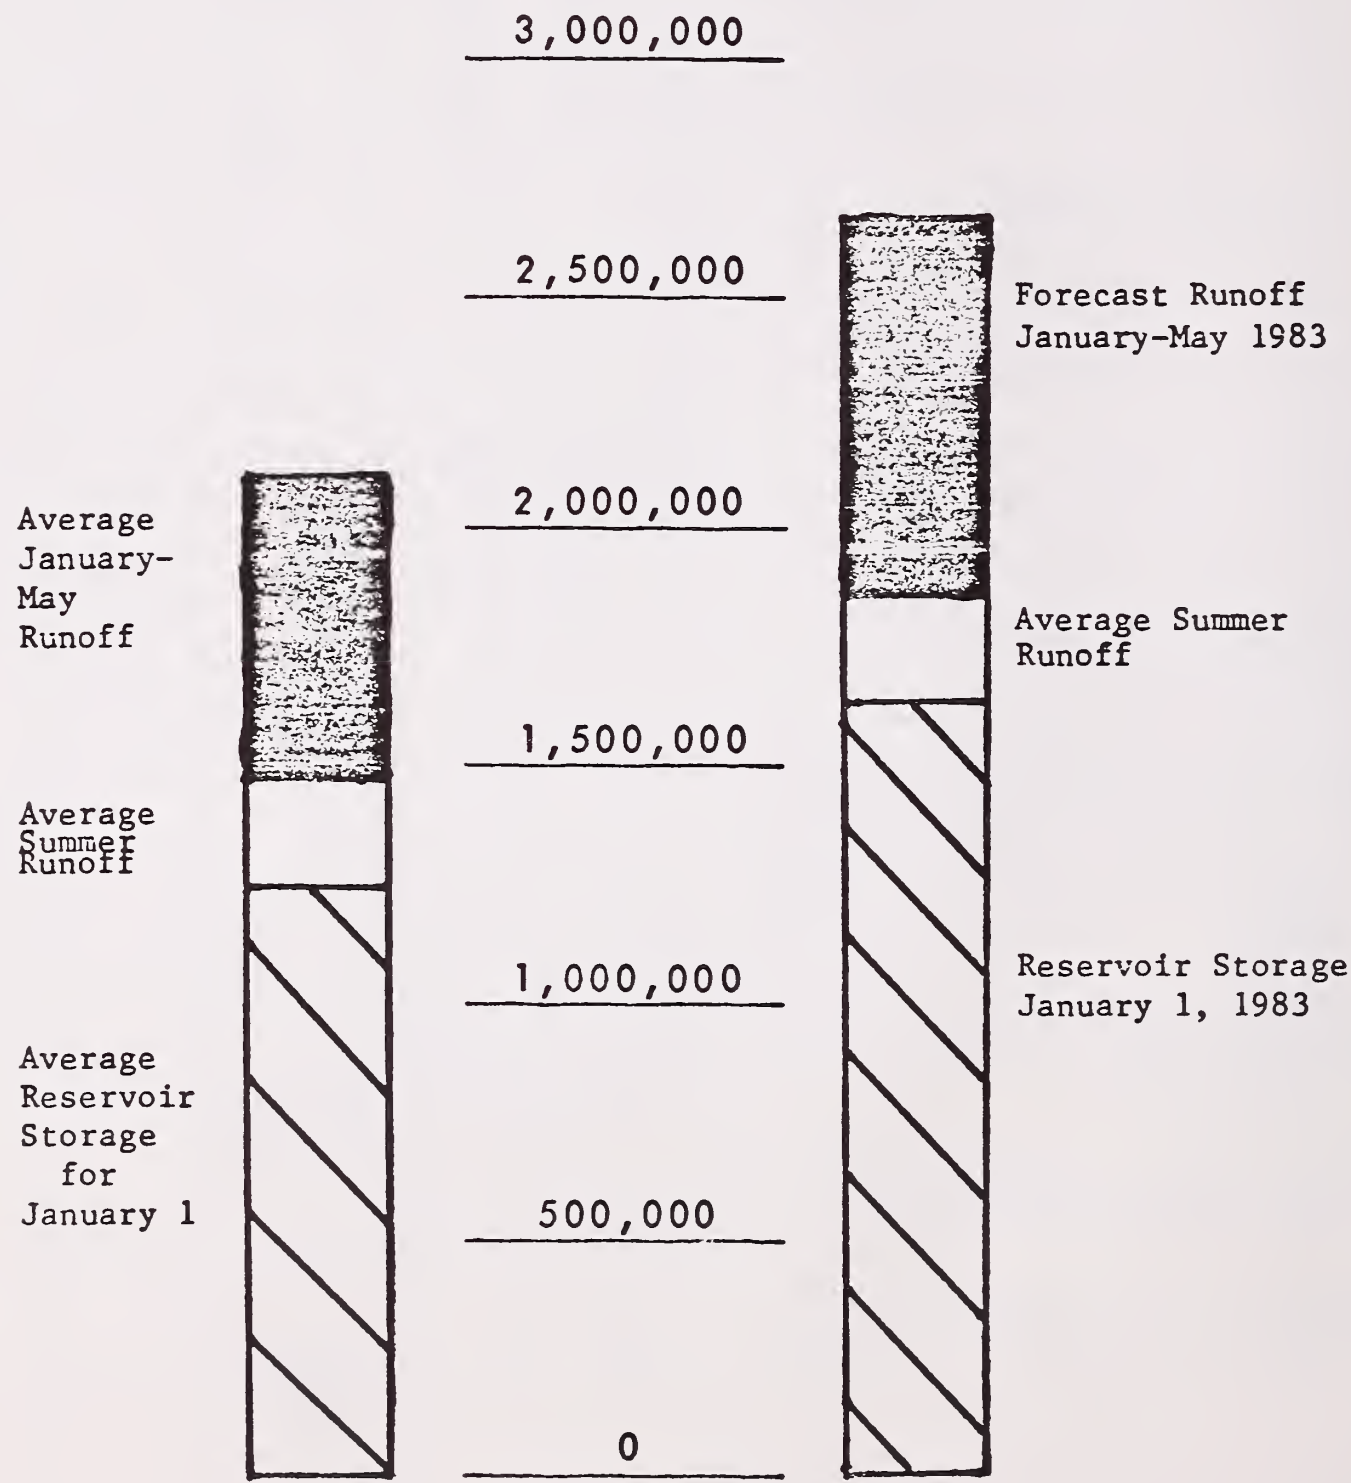 3,000,000
2,500,000
Forecast Runoff
January-May 1983
2,000,000
Average
January-
May
Runoff
Average Summer
Runoff
1,500,000
Average
Summer
Runoff
1,000,000
Reservoir Storage
January 1, 1983
Average
Reservoir
Storage
for
January 1
500,000
0